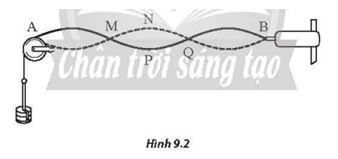 A M N B
P Q
Chân trời sáng tạo
Hình 9.2